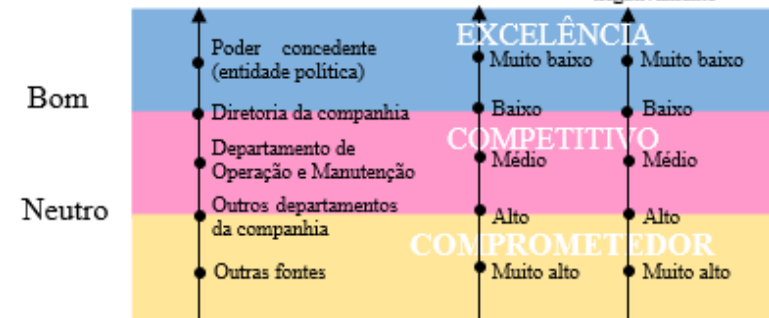 EXCELÊNCIA
Poder concedente
(entidade política)
Muito baixo
Muito baixo
Bom
Diretoria da companhia
Baixo
Baixo
COMPETITIVO
Departamento de
Operação e Manutenção
Médio
Médio
Neutro
Outros departamentos
da companhia
Alto
Alto
COMPROMETEDOR
Outras fontes
Muito alto
Muito alto